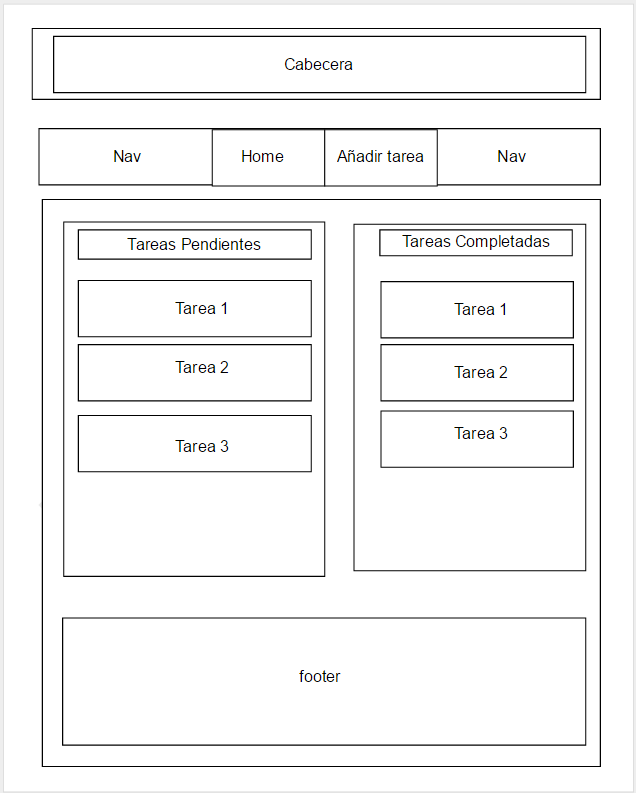 Cabecera
Nav
Home
Añadir tarea
Nav
Tareas Pendientes
Tarea 1
Tarea 2
Tarea 3
Tareas Completadas
Tarea 1
Tarea 2
Tarea 3
footer